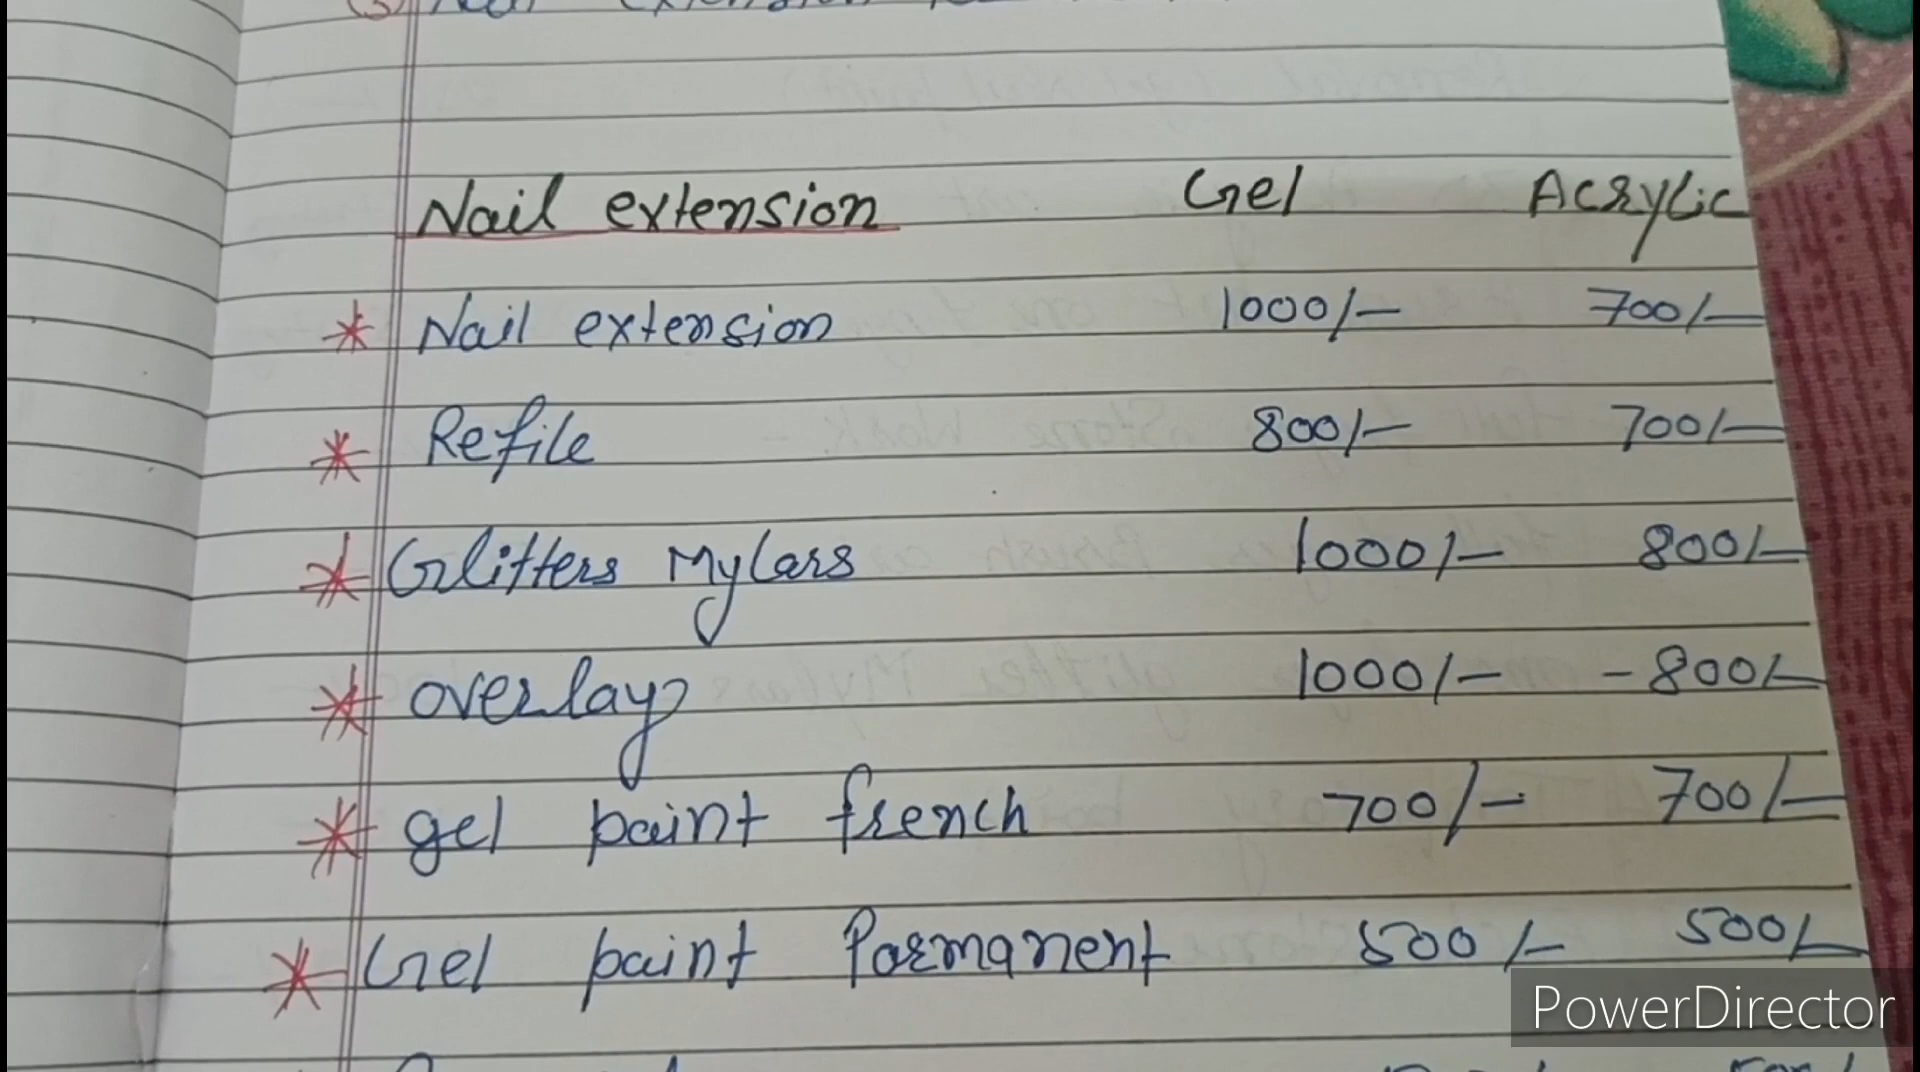 Nail extension Gel Acrylic
* Nail extension 1000/- 700/-
* Refile 800/- 700/-
* Glitters Mylars 1000/- 800/-
* overlay 1000/- - 800/-
* gel paint french 700/- 700/-
* Gel paint Parmanent 500/- 500/-
PowerDirector